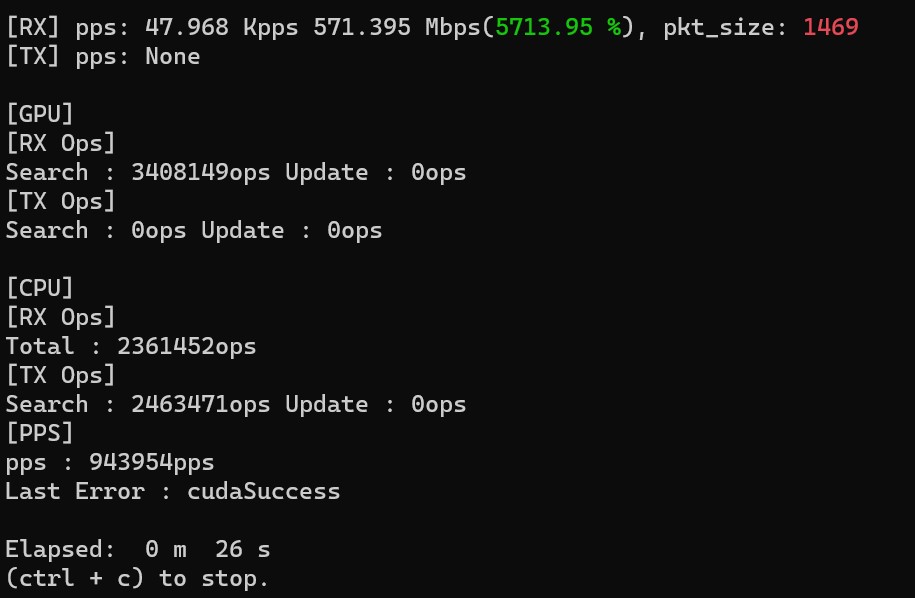 [RX] pps: 47.968 Kpps 571.395 Mbps(5713.95 %), pkt_size: 1469
[TX] pps: None
[GPU]
[RX Ops]
Search : 3408149ops Update : 0ops
[TX Ops]
Search : 0ops Update : 0ops
[CPU]
[RX Ops]
Total : 2361452ops
[TX Ops]
Search : 2463471ops Update : 0ops
[PPS]
pps : 943954pps
Last Error : cudaSuccess
Elapsed:  0 m  26 s
(ctrl + c) to stop.